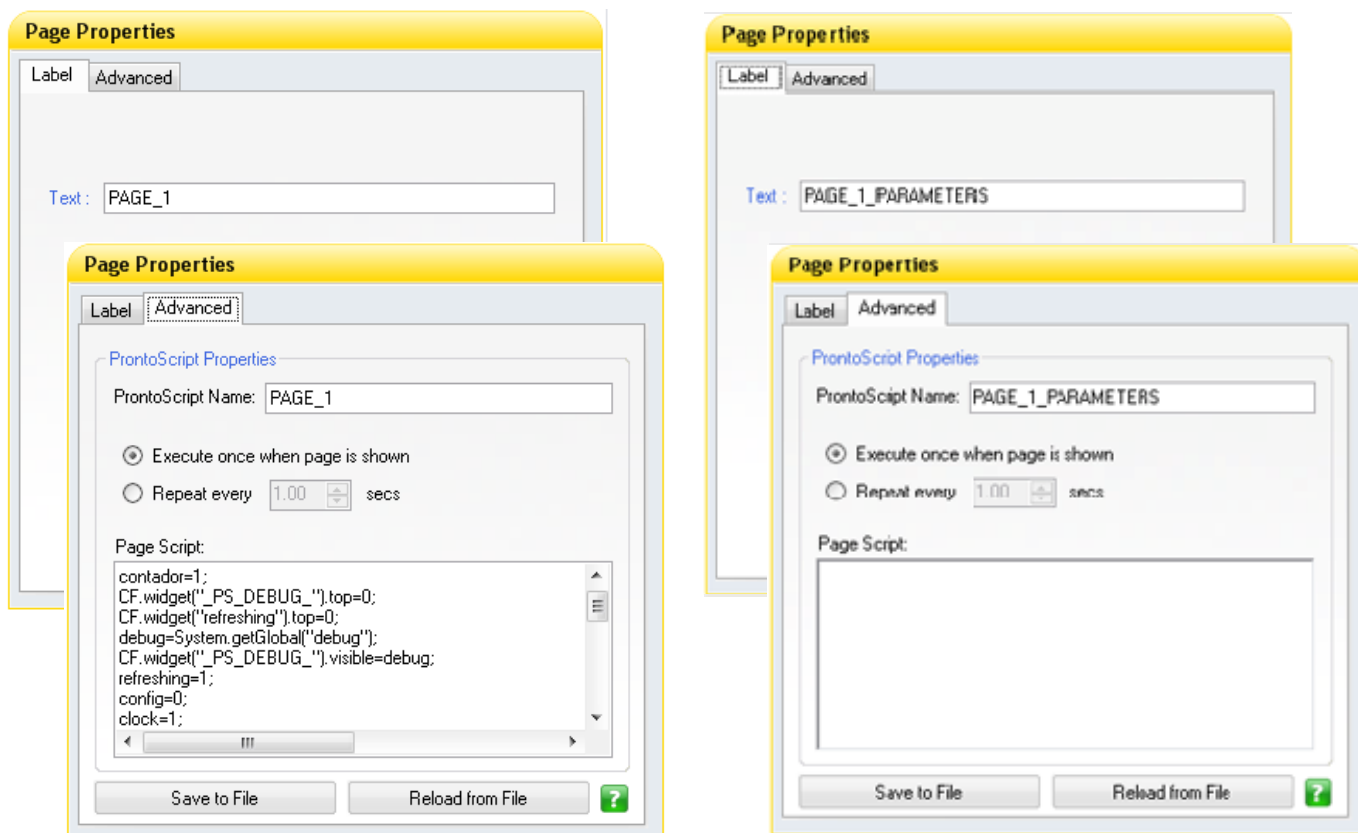 Page Properties
Label Advanced
Text : PAGE_1
Page Properties
Label Advanced
ProntoScript Properties
ProntoScript Name: PAGE_1
Execute once when page is shown
Repeat every 1.00 secs
Page Script:
contador=1;
CF.widget("_PS_DEBUG_").top=0;
CF.widget("refreshing").top=0;
debug=System.getGlobal("debug");
CF.widget("_PS_DEBUG_").visible=debug;
refreshing=1;
config=0;
clock=1;
Save to File Reload from File ?
Page Properties
Label Advanced
Text : PAGE_1_PARAMETERS
Page Properties
Label Advanced
ProntoScript Properties
ProntoScript Name: PAGE_1_PARAMETERS
Execute once when page is shown
Repeat every 1.00 secs
Page Script:
Save to File Reload from File ?